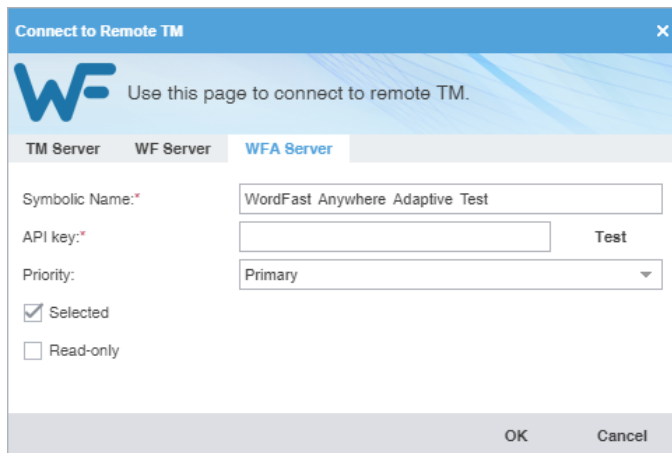 Connect to Remote TM
WF Use this page to connect to remote TM.
TM Server WF Server WFA Server
Symbolic Name:* WordFast Anywhere Adaptive Test
API key:* Test
Priority: Primary
Selected
Read-only
OK Cancel